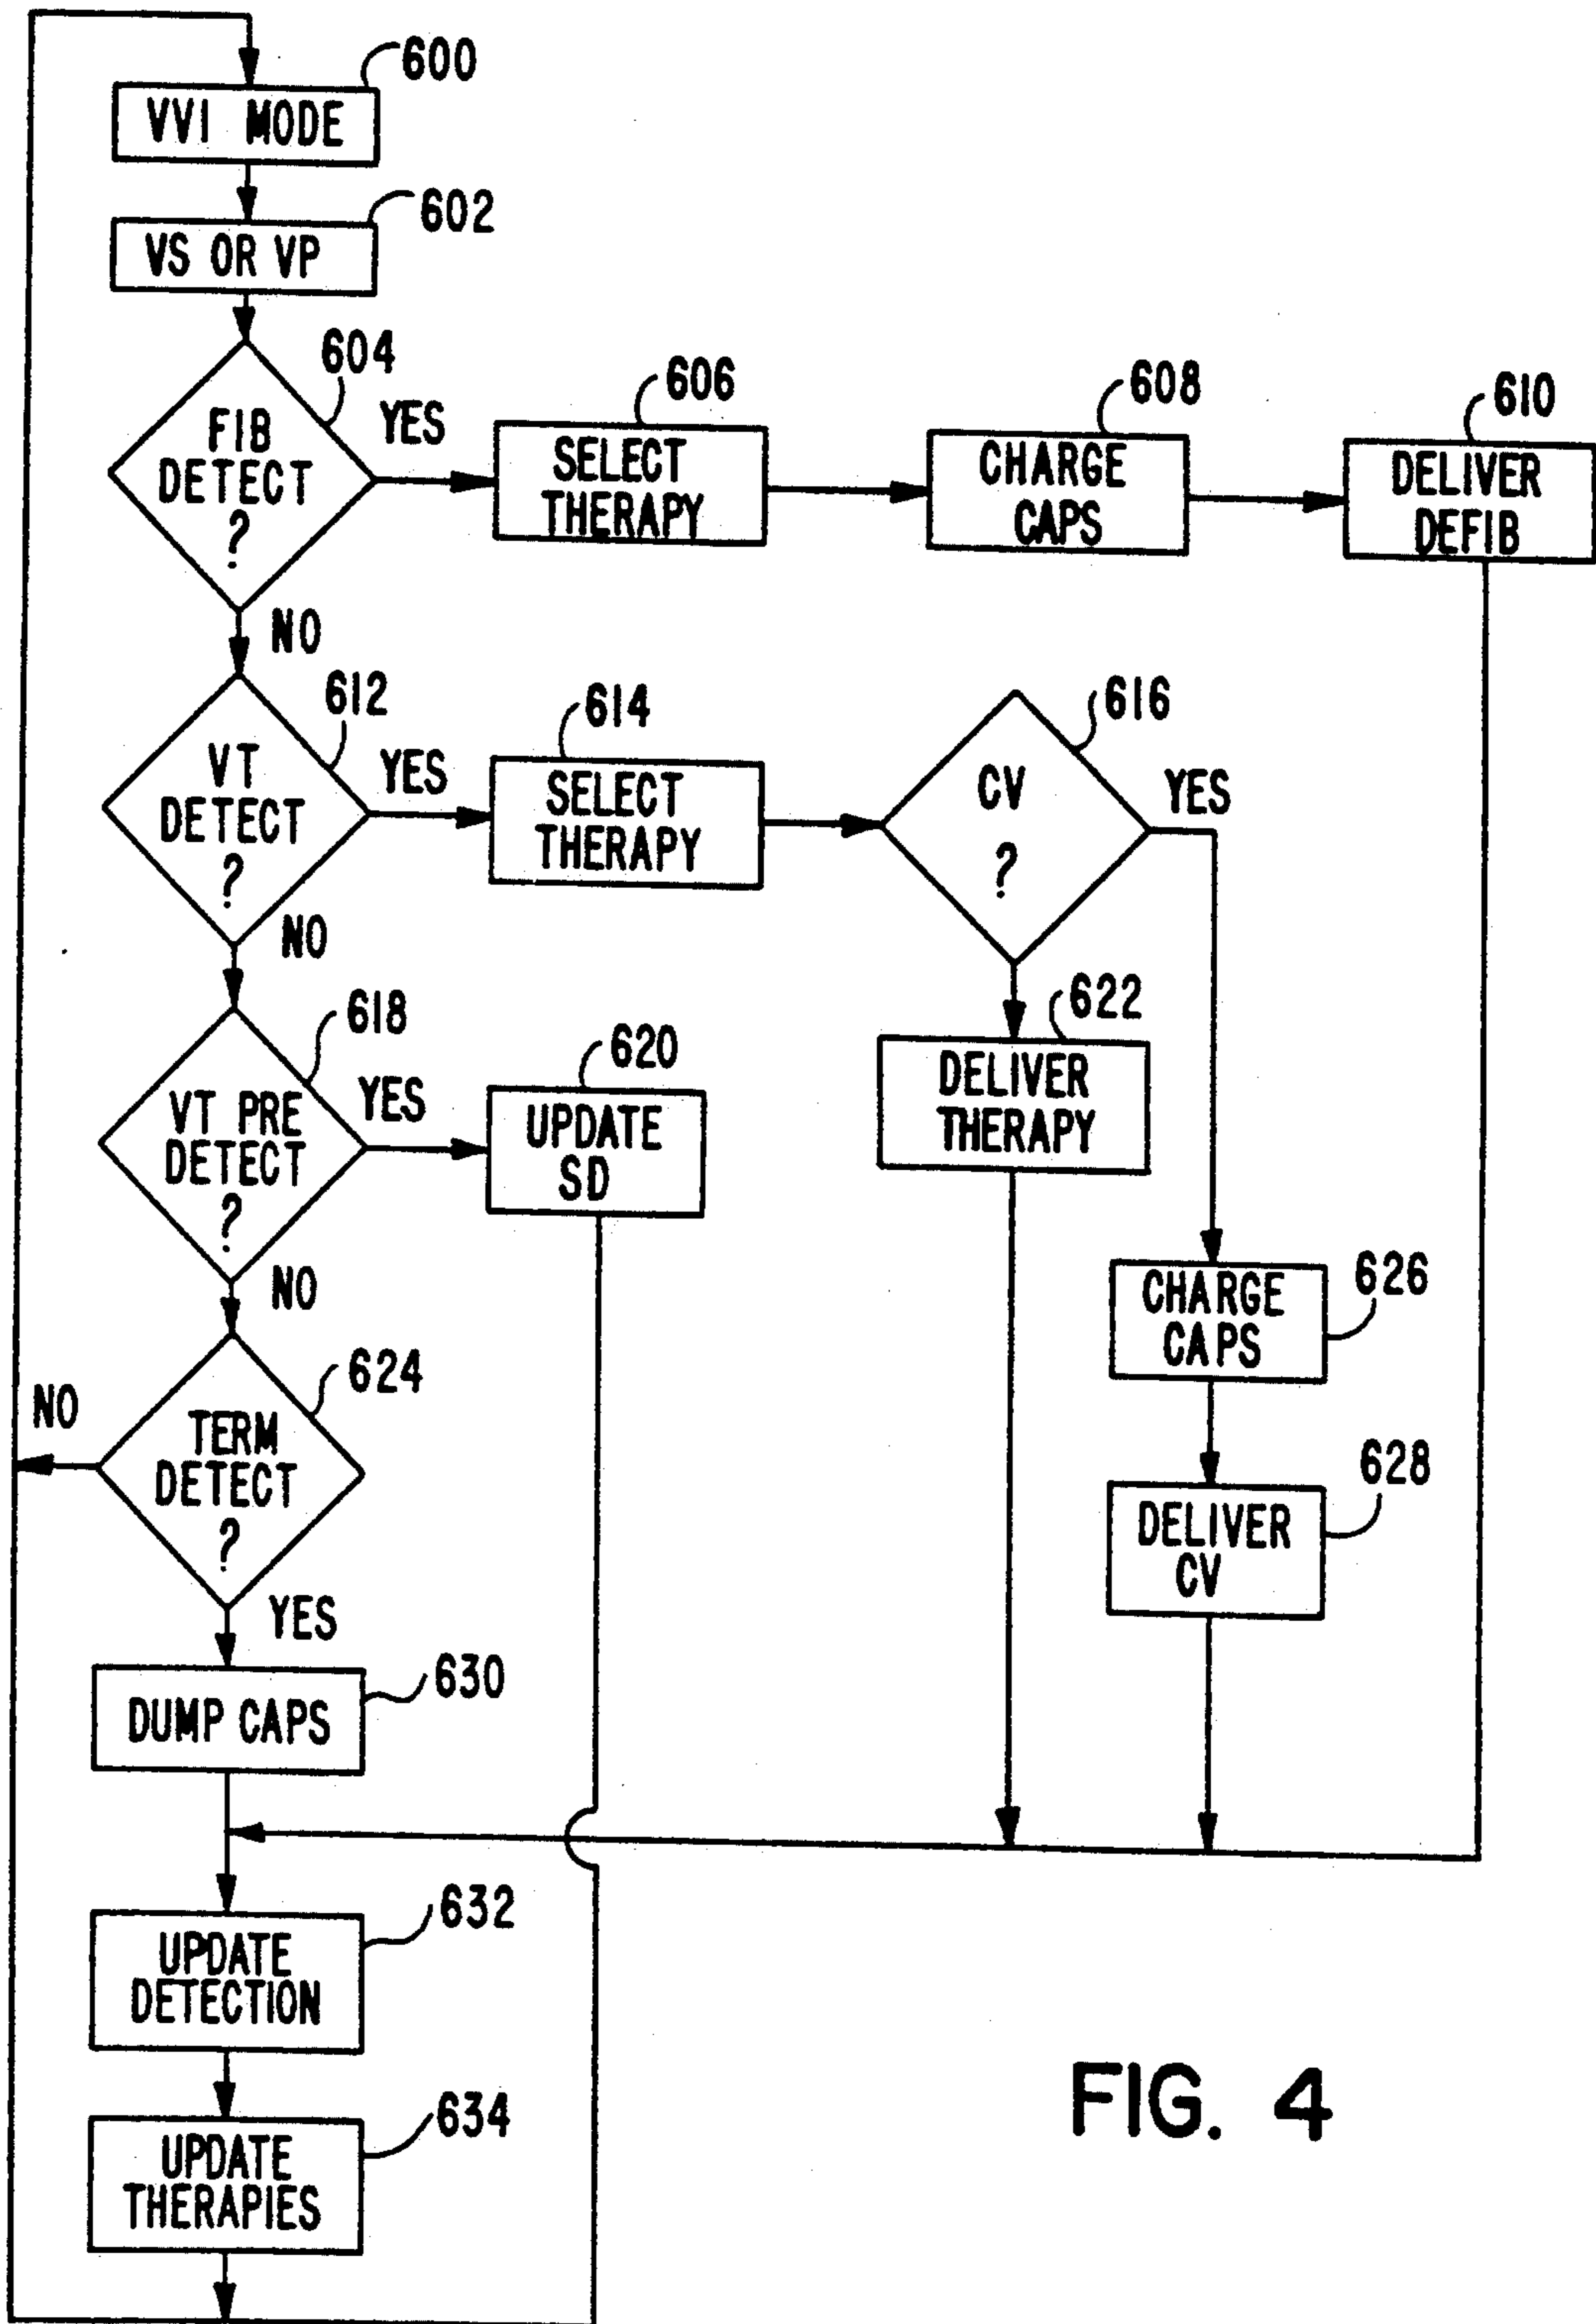 600
VVI MODE
602
VS OR VP
604
FIB
DETECT
?
YES
606
SELECT
THERAPY
608
CHARGE
CAPS
610
DELIVER
DEFIB
NO
612
VT
DETECT
?
YES
614
SELECT
THERAPY
616
CV
?
YES
NO
618
VT PRE
DETECT
?
YES
620
UPDATE
SD
622
DELIVER
THERAPY
NO
624
TERM
DETECT
?
NO
626
CHARGE
CAPS
628
DELIVER
CV
YES
630
DUMP CAPS
632
UPDATE
DETECTION
634
UPDATE
THERAPIES
FIG. 4